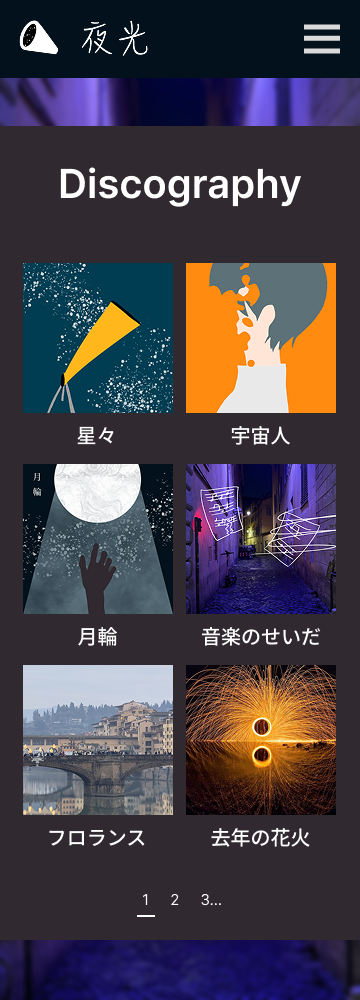 夜光
Discography
星々
宇宙人
月
輪
月輪
音楽のせいだ
フロランス
去年の花火
1 2 3...